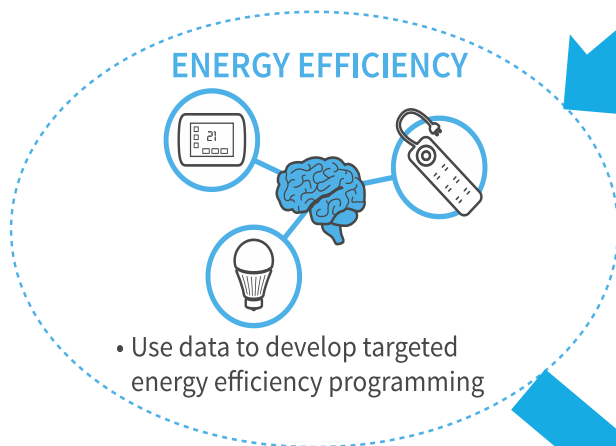 ENERGY EFFICIENCY
21
• Use data to develop targeted
energy efficiency programming